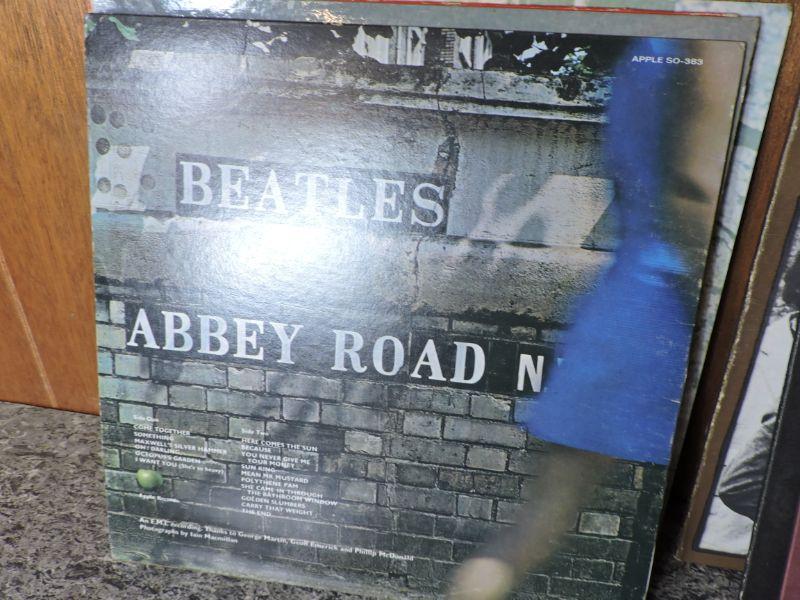 APPLE SO-383
BEATLES
ABBEY ROAD N
Side One
COME TOGETHER
SOMETHING
MAXWELL'S SILVER HAMMER
OH! DARLING
OCTOPUS'S GARDEN
I WANT YOU (She's so heavy)
Side Two
HERE COMES THE SUN
BECAUSE
YOU NEVER GIVE ME
YOUR MONEY
SUN KING
MEAN MR MUSTARD
POLYTHENE PAM
SHE CAME IN THROUGH
THE BATHROOM WINDOW
GOLDEN SLUMBERS
CARRY THAT WEIGHT
THE END
Apple Records
An E.M.I. recording. Thanks to George Martin, Geoff Emerick and Phillip McDonald
Photographs by Iain Macmillan